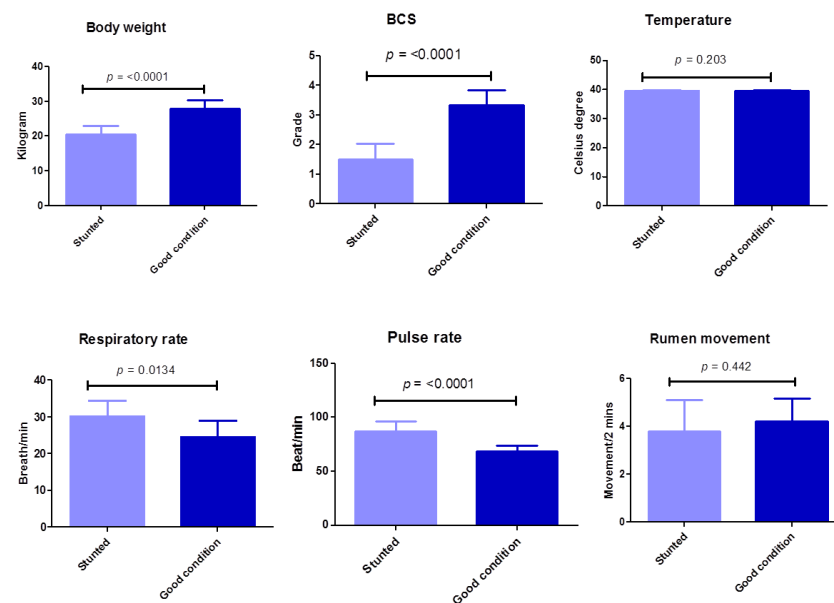 Body weight
p = <0.0001
Kilogram
40
30
20
10
0
Stunted
Good condition
BCS
p = <0.0001
Grade
5
4
3
2
1
0
Stunted
Good condition
Temperature
p = 0.203
Celsius degree
50
40
30
20
10
0
Stunted
Good condition
Respiratory rate
p = 0.0134
Breath/min
40
30
20
10
0
Stunted
Good condition
Pulse rate
p = <0.0001
Beat/min
150
100
50
0
Stunted
Good condition
Rumen movement
p = 0.442
Movement/2 mins
6
4
2
0
Stunted
Good condition